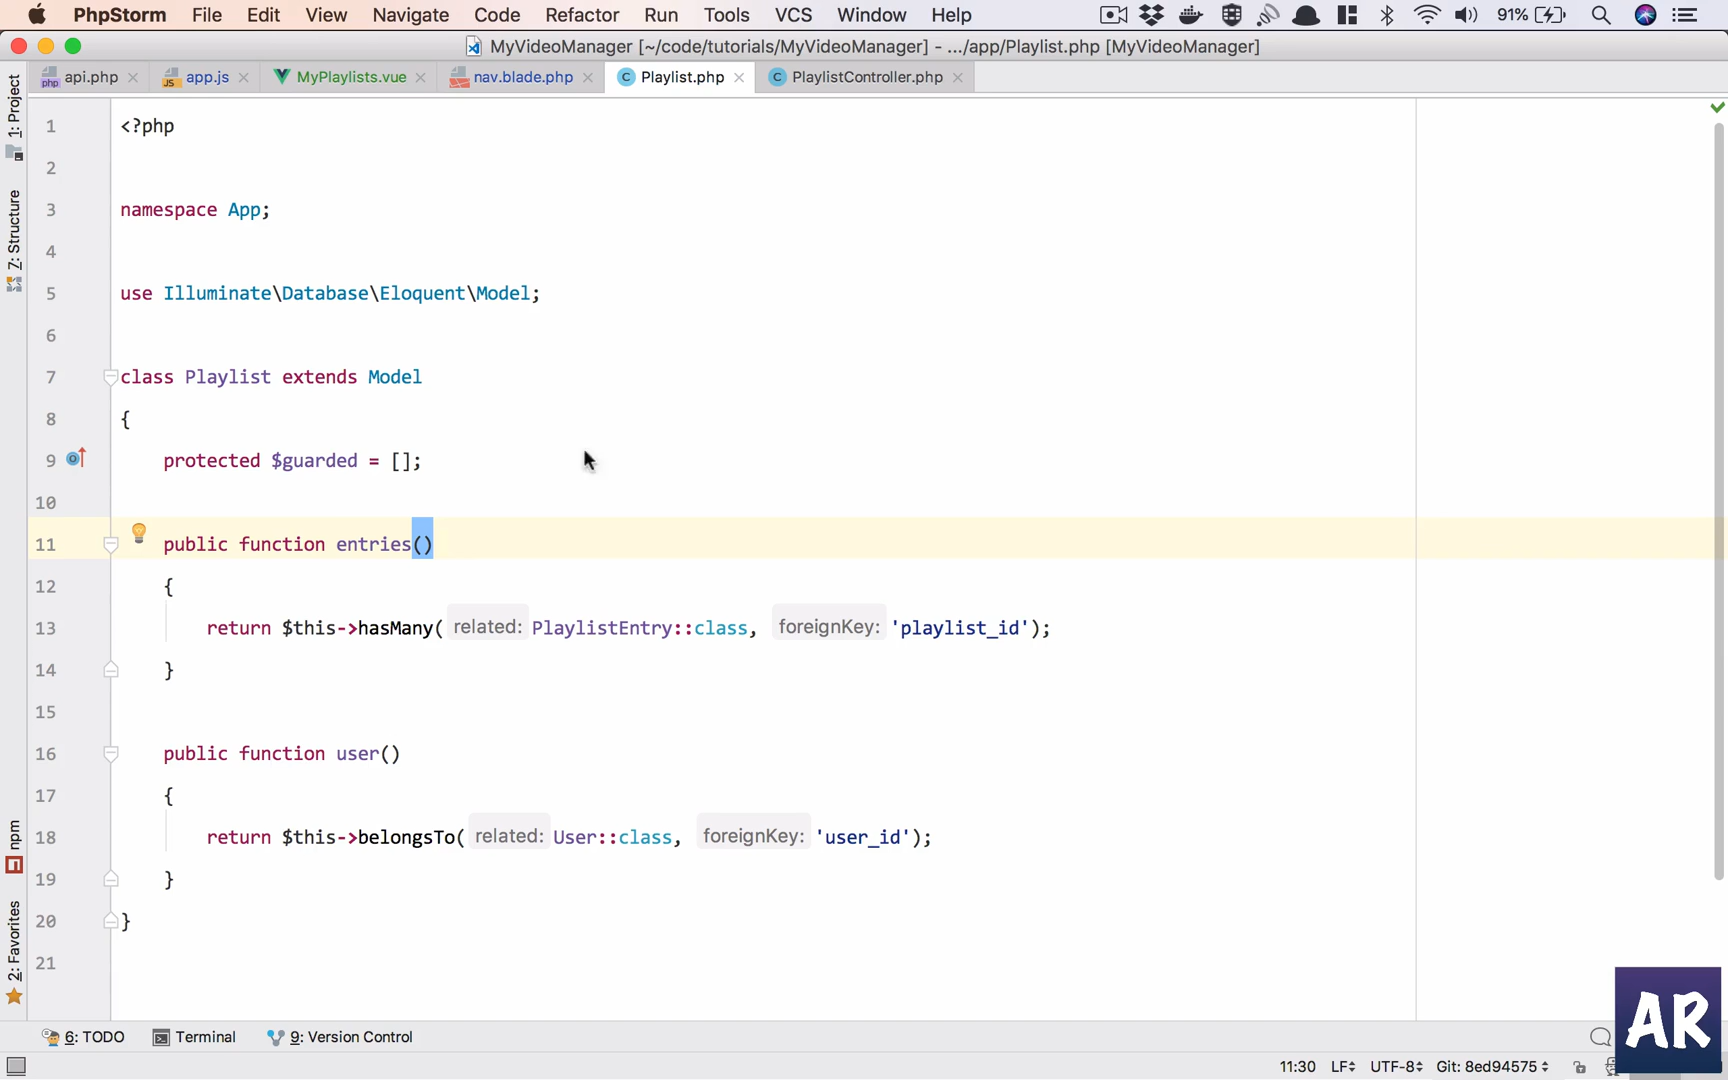 PhpStorm File Edit View Navigate Code Refactor Run Tools VCS Window Help 91%
MyVideoManager [~/code/tutorials/MyVideoManager] - .../app/Playlist.php [MyVideoManager]
api.php app.js MyPlaylists.vue nav.blade.php Playlist.php PlaylistController.php
1: Project
Z: Structure
npm
2: Favorites
1 <?php
2
3 namespace App;
4
5 use Illuminate\Database\Eloquent\Model;
6
7 class Playlist extends Model
8 {
9 protected $guarded = [];
10
11 public function entries()
12 {
13 return $this->hasMany( related: PlaylistEntry::class, foreignKey: 'playlist_id');
14 }
15
16 public function user()
17 {
18 return $this->belongsTo( related: User::class, foreignKey: 'user_id');
19 }
20 }
21
6: TODO Terminal 9: Version Control
11:30 LF UTF-8 Git: 8ed94575
AR